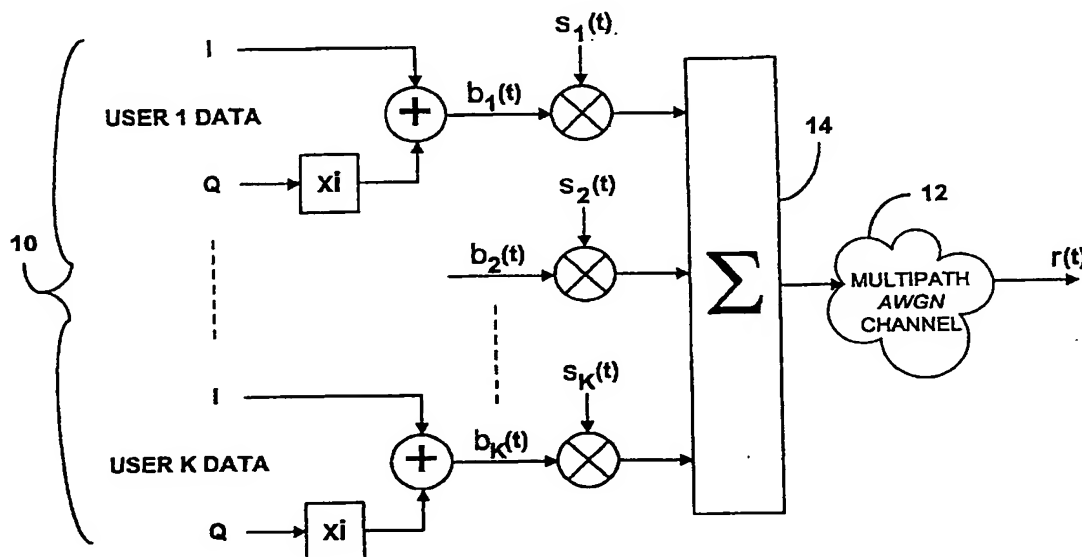 I
s1(t)
b1(t)
+
USER 1 DATA
14
Q
xi
s2(t)
12
10
b2(t)
Σ
MULTIPATH
AWGN
CHANNEL
r(t)
I
sK(t)
bK(t)
+
USER K DATA
Q
xi